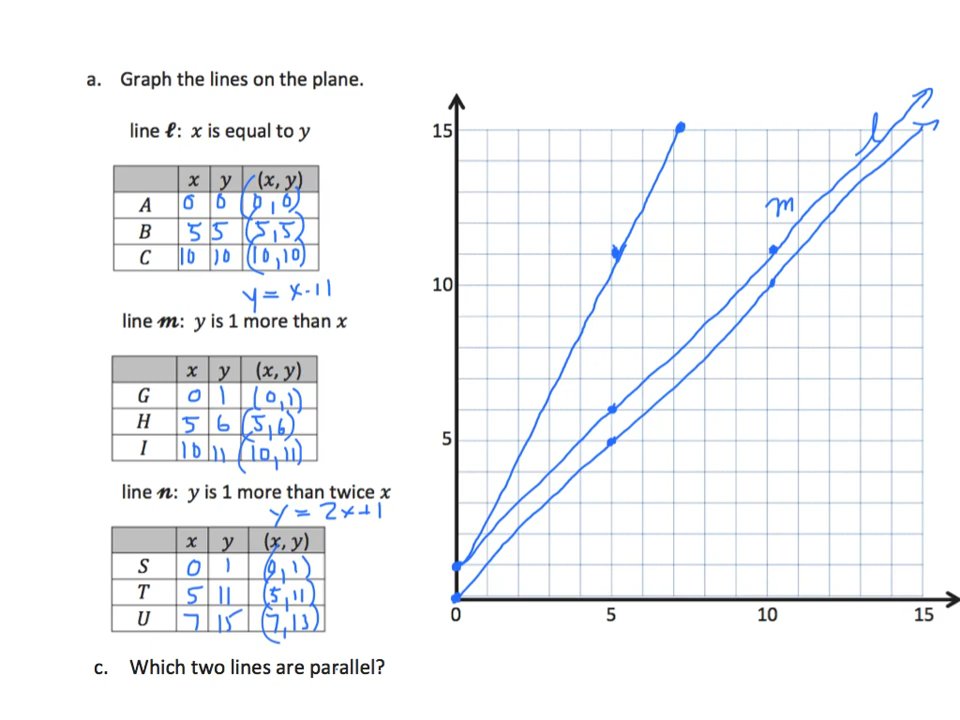 a. Graph the lines on the plane.
line ℓ: x is equal to y
x y (x, y)
A 0 0 (0,0)
B 5 5 (5,5)
C 10 10 (10,10)
y = x+1
line m: y is 1 more than x
x y (x, y)
G 0 1 (0,1)
H 5 6 (5,6)
I 10 11 (10,11)
line n: y is 1 more than twice x
y = 2x+1
x y (x, y)
S 0 1 (0,1)
T 5 11 (5,11)
U 7 15 (7,15)
c. Which two lines are parallel?
15
10
5
0 5 10 15
l
m